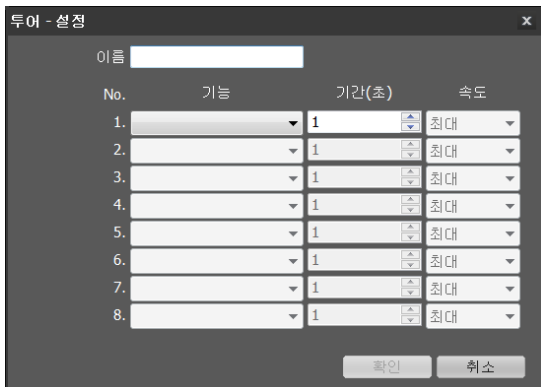 투어 - 설정 x
이름
No. 기능 기간(초) 속도
1. 1 최대
2. 1 최대
3. 1 최대
4. 1 최대
5. 1 최대
6. 1 최대
7. 1 최대
8. 1 최대
확인 취소